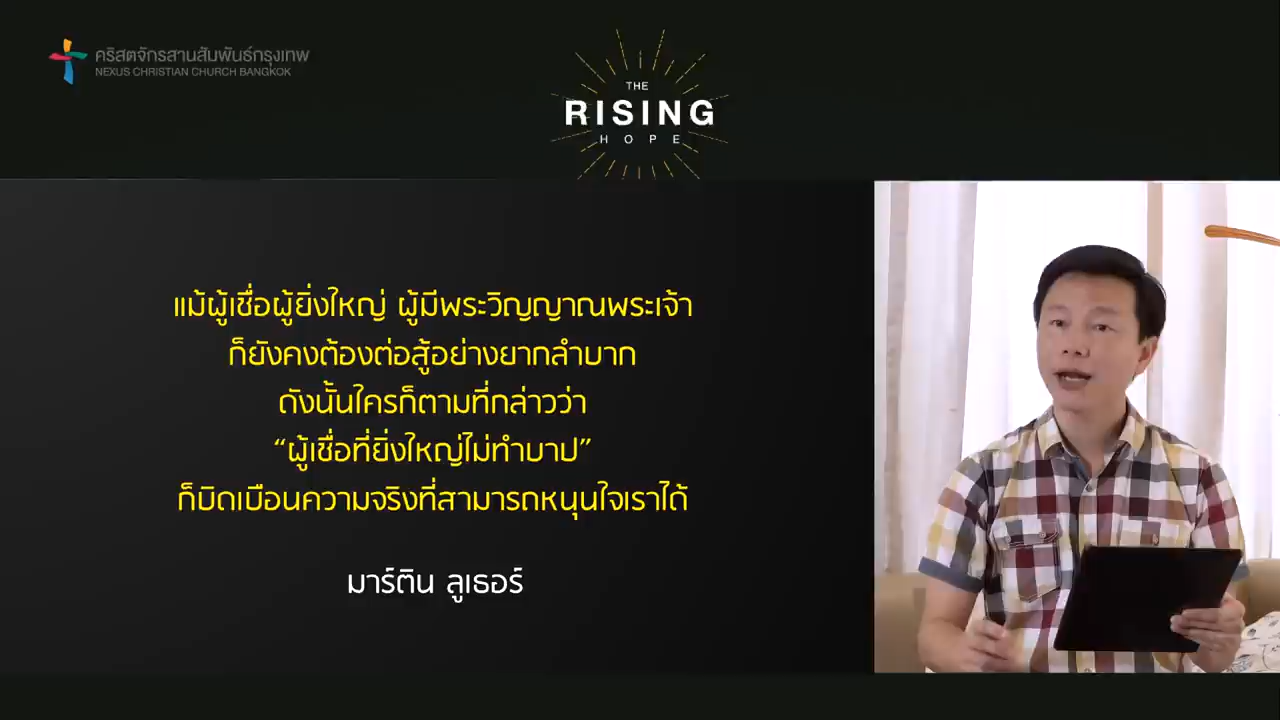 คริสตจักรสานสัมพันธ์กรุงเทพ
NEXUS CHRISTIAN CHURCH BANGKOK
THE
RISING
HOPE
แม้ผู้เชื่อผู้ยิ่งใหญ่ ผู้มีพระวิญญาณพระเจ้า
ก็ยังคงต้องต่อสู้อย่างยากลำบาก
ดังนั้นใครก็ตามที่กล่าวว่า
“ผู้เชื่อที่ยิ่งใหญ่ไม่ทำบาป”
ก็บิดเบือนความจริงที่สามารถหนุนใจเราได้
มาร์ติน ลูเธอร์